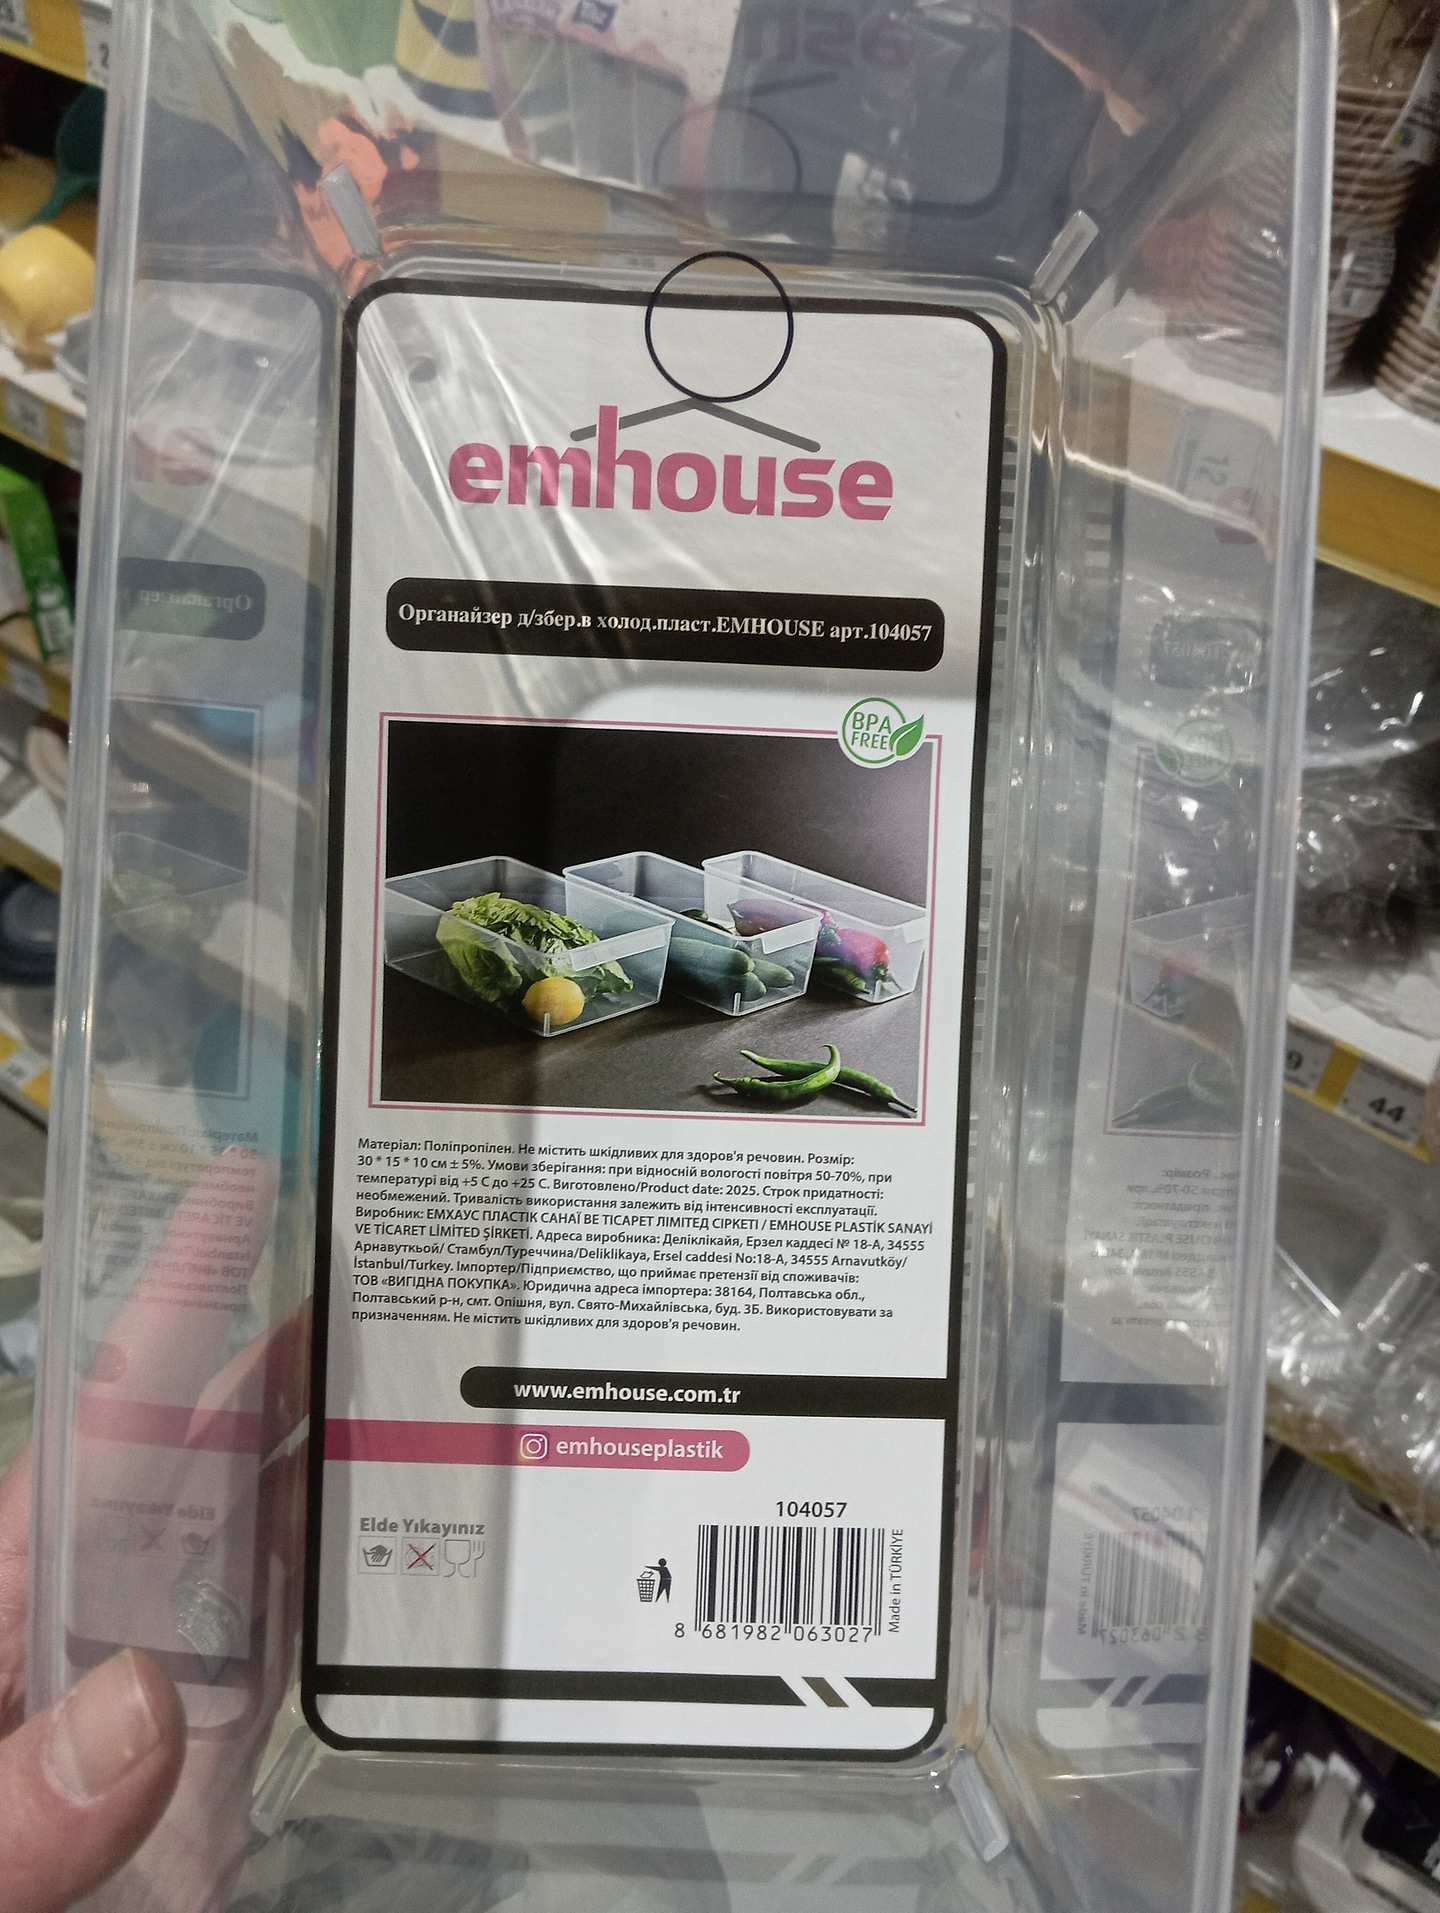 emhouse
Органайзер д/збер.в холод.пласт.EMHOUSE арт.104057
BPA
FREE
Матеріал: Поліпропілен. Не містить шкідливих для здоров'я речовин. Розмір:
30 * 15 * 10 см ± 5%. Умови зберігання: при відносній вологості повітря 50-70%, при
температурі від +5 С до +25 С. Виготовлено/Product date: 2025. Строк придатності:
необмежений. Тривалість використання залежить від інтенсивності експлуатації.
Виробник: ЕМХАУС ПЛАСТІК САНАЇ ВЕ ТІСАРЕТ ЛІМІТЕД СІРКЕТІ / EMHOUSE PLASTİK SANAYİ
VE TİCARET LİMİTED ŞİRKETİ. Адреса виробника: Деліклікайя, Ерзел каддесі № 18-А, 34555
Арнавуткьой/ Стамбул/Туреччина/Deliklikaya, Ersel caddesi No:18-A, 34555 Arnavutköy/
İstanbul/Turkey. Імпортер/Підприємство, що приймає претензії від споживачів:
ТОВ «ВИГІДНА ПОКУПКА». Юридична адреса імпортера: 38164, Полтавська обл.,
Полтавський р-н, смт. Опішня, вул. Свято-Михайлівська, буд. 3Б. Використовувати за
призначенням. Не містить шкідливих для здоров'я речовин.
www.emhouse.com.tr
emhouseplastik
Elde Yıkayınız
104057
8 681982 063027
Made in TÜRKİYE
44